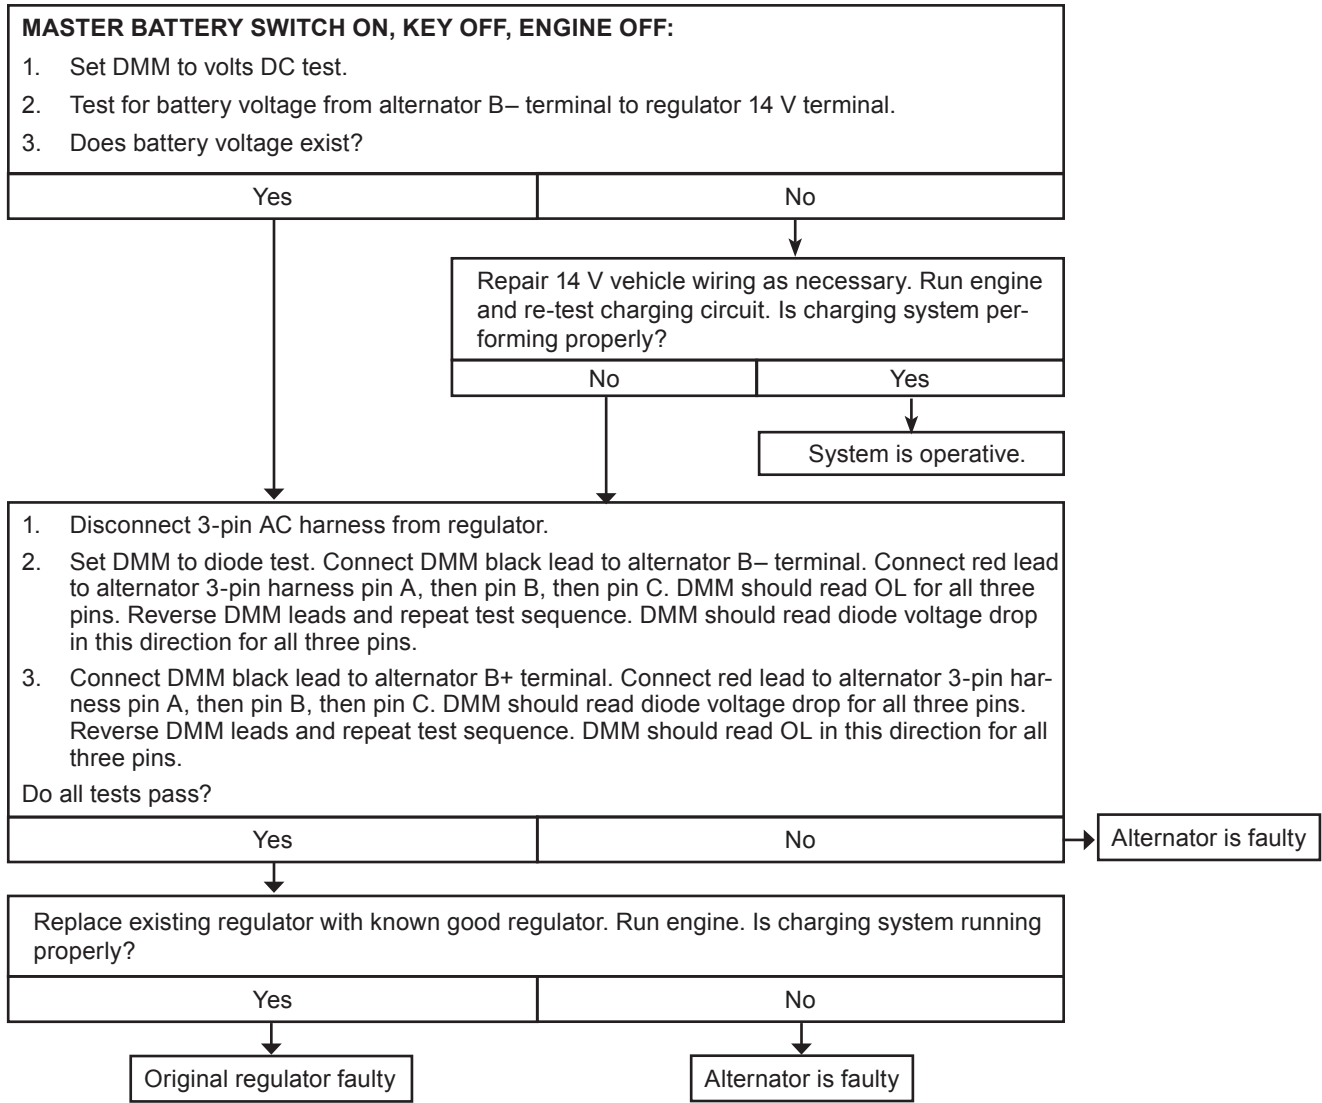 MASTER BATTERY SWITCH ON, KEY OFF, ENGINE OFF:
1. Set DMM to volts DC test.
2. Test for battery voltage from alternator B– terminal to regulator 14 V terminal.
3. Does battery voltage exist?
Yes
No
Repair 14 V vehicle wiring as necessary. Run engine
and re-test charging circuit. Is charging system per-
forming properly?
No
Yes
System is operative.
1. Disconnect 3-pin AC harness from regulator.
2. Set DMM to diode test. Connect DMM black lead to alternator B– terminal. Connect red lead
to alternator 3-pin harness pin A, then pin B, then pin C. DMM should read OL for all three
pins. Reverse DMM leads and repeat test sequence. DMM should read diode voltage drop
in this direction for all three pins.
3. Connect DMM black lead to alternator B+ terminal. Connect red lead to alternator 3-pin har-
ness pin A, then pin B, then pin C. DMM should read diode voltage drop for all three pins.
Reverse DMM leads and repeat test sequence. DMM should read OL in this direction for all
three pins.
Do all tests pass?
Yes
No
Alternator is faulty
Replace existing regulator with known good regulator. Run engine. Is charging system running
properly?
Yes
No
Original regulator faulty
Alternator is faulty